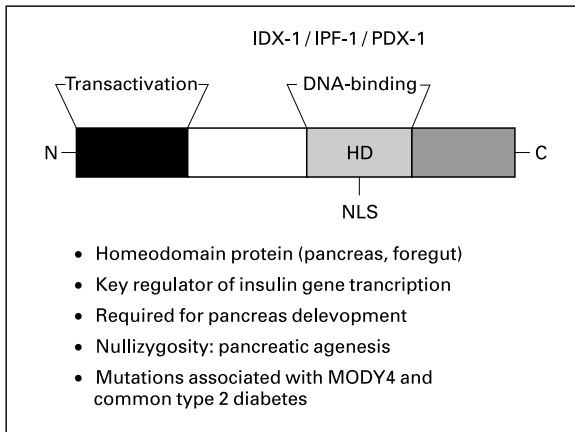 IDX-1 / IPF-1 / PDX-1
Transactivation DNA-binding
N HD C
NLS
• Homeodomain protein (pancreas, foregut)
• Key regulator of insulin gene trancription
• Required for pancreas delevopment
• Nullizygosity: pancreatic agenesis
• Mutations associated with MODY4 and
common type 2 diabetes